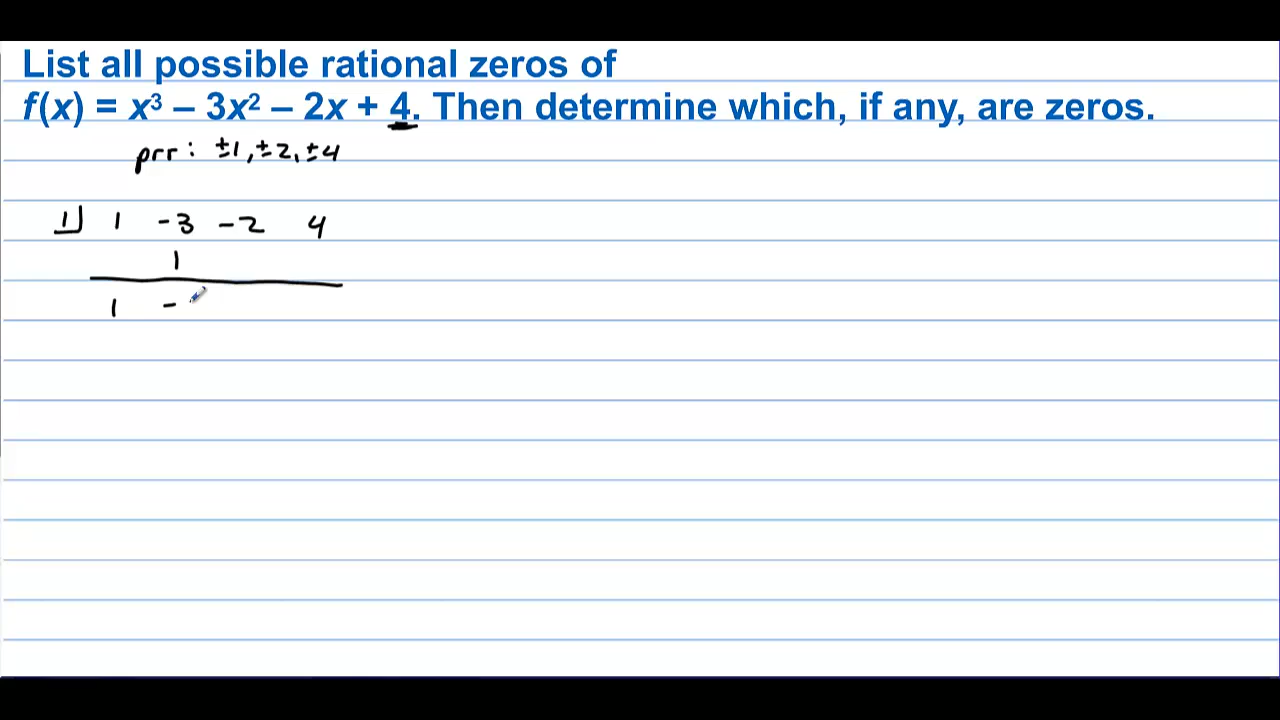 List all possible rational zeros of
f(x) = x³ – 3x² – 2x + 4. Then determine which, if any, are zeros.
prr: ±1, ±2, ±4
1 1 -3 -2 4
1
1 -